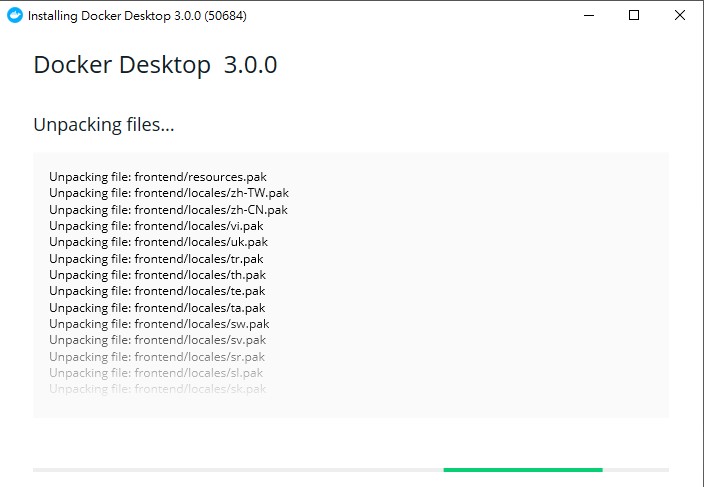 Installing Docker Desktop 3.0.0 (50684)
Docker Desktop 3.0.0
Unpacking files...
Unpacking file: frontend/resources.pak
Unpacking file: frontend/locales/zh-TW.pak
Unpacking file: frontend/locales/zh-CN.pak
Unpacking file: frontend/locales/vi.pak
Unpacking file: frontend/locales/uk.pak
Unpacking file: frontend/locales/tr.pak
Unpacking file: frontend/locales/th.pak
Unpacking file: frontend/locales/te.pak
Unpacking file: frontend/locales/ta.pak
Unpacking file: frontend/locales/sw.pak
Unpacking file: frontend/locales/sv.pak
Unpacking file: frontend/locales/sr.pak
Unpacking file: frontend/locales/sl.pak
Unpacking file: frontend/locales/sk.pak